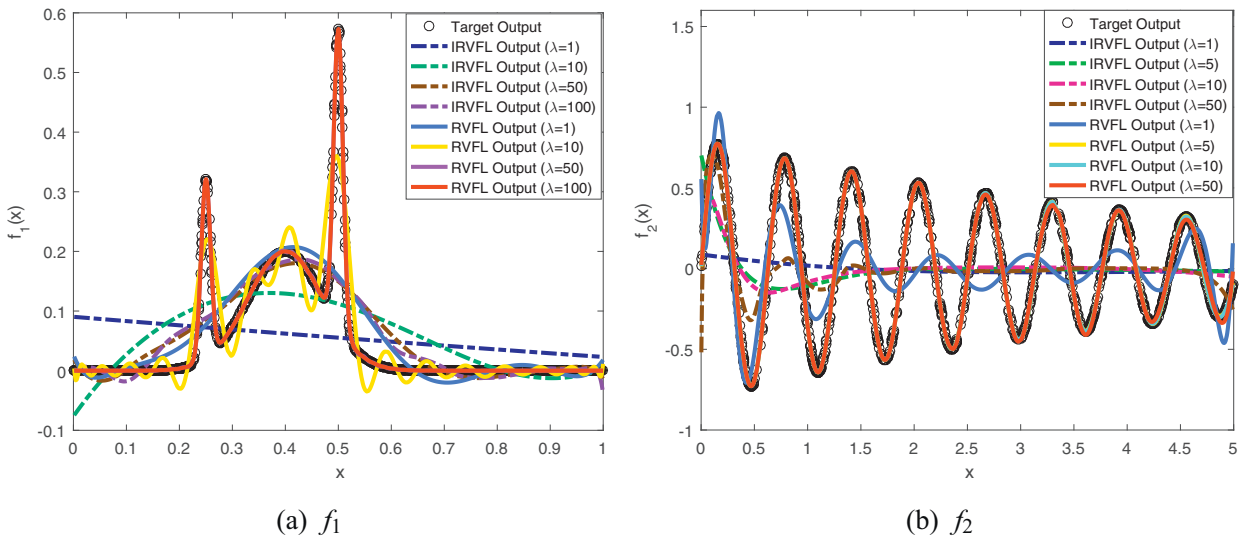 0.6
0.5
0.4
0.3
0.2
0.1
0
-0.1
f1(x)
0 0.1 0.2 0.3 0.4 0.5 0.6 0.7 0.8 0.9 1
x
Target Output
IRVFL Output (λ=1)
IRVFL Output (λ=10)
IRVFL Output (λ=50)
IRVFL Output (λ=100)
RVFL Output (λ=1)
RVFL Output (λ=10)
RVFL Output (λ=50)
RVFL Output (λ=100)
(a) f1
1.5
1
0.5
0
-0.5
-1
f2(x)
0 0.5 1 1.5 2 2.5 3 3.5 4 4.5 5
x
Target Output
IRVFL Output (λ=1)
IRVFL Output (λ=5)
IRVFL Output (λ=10)
IRVFL Output (λ=50)
RVFL Output (λ=1)
RVFL Output (λ=5)
RVFL Output (λ=10)
RVFL Output (λ=50)
(b) f2